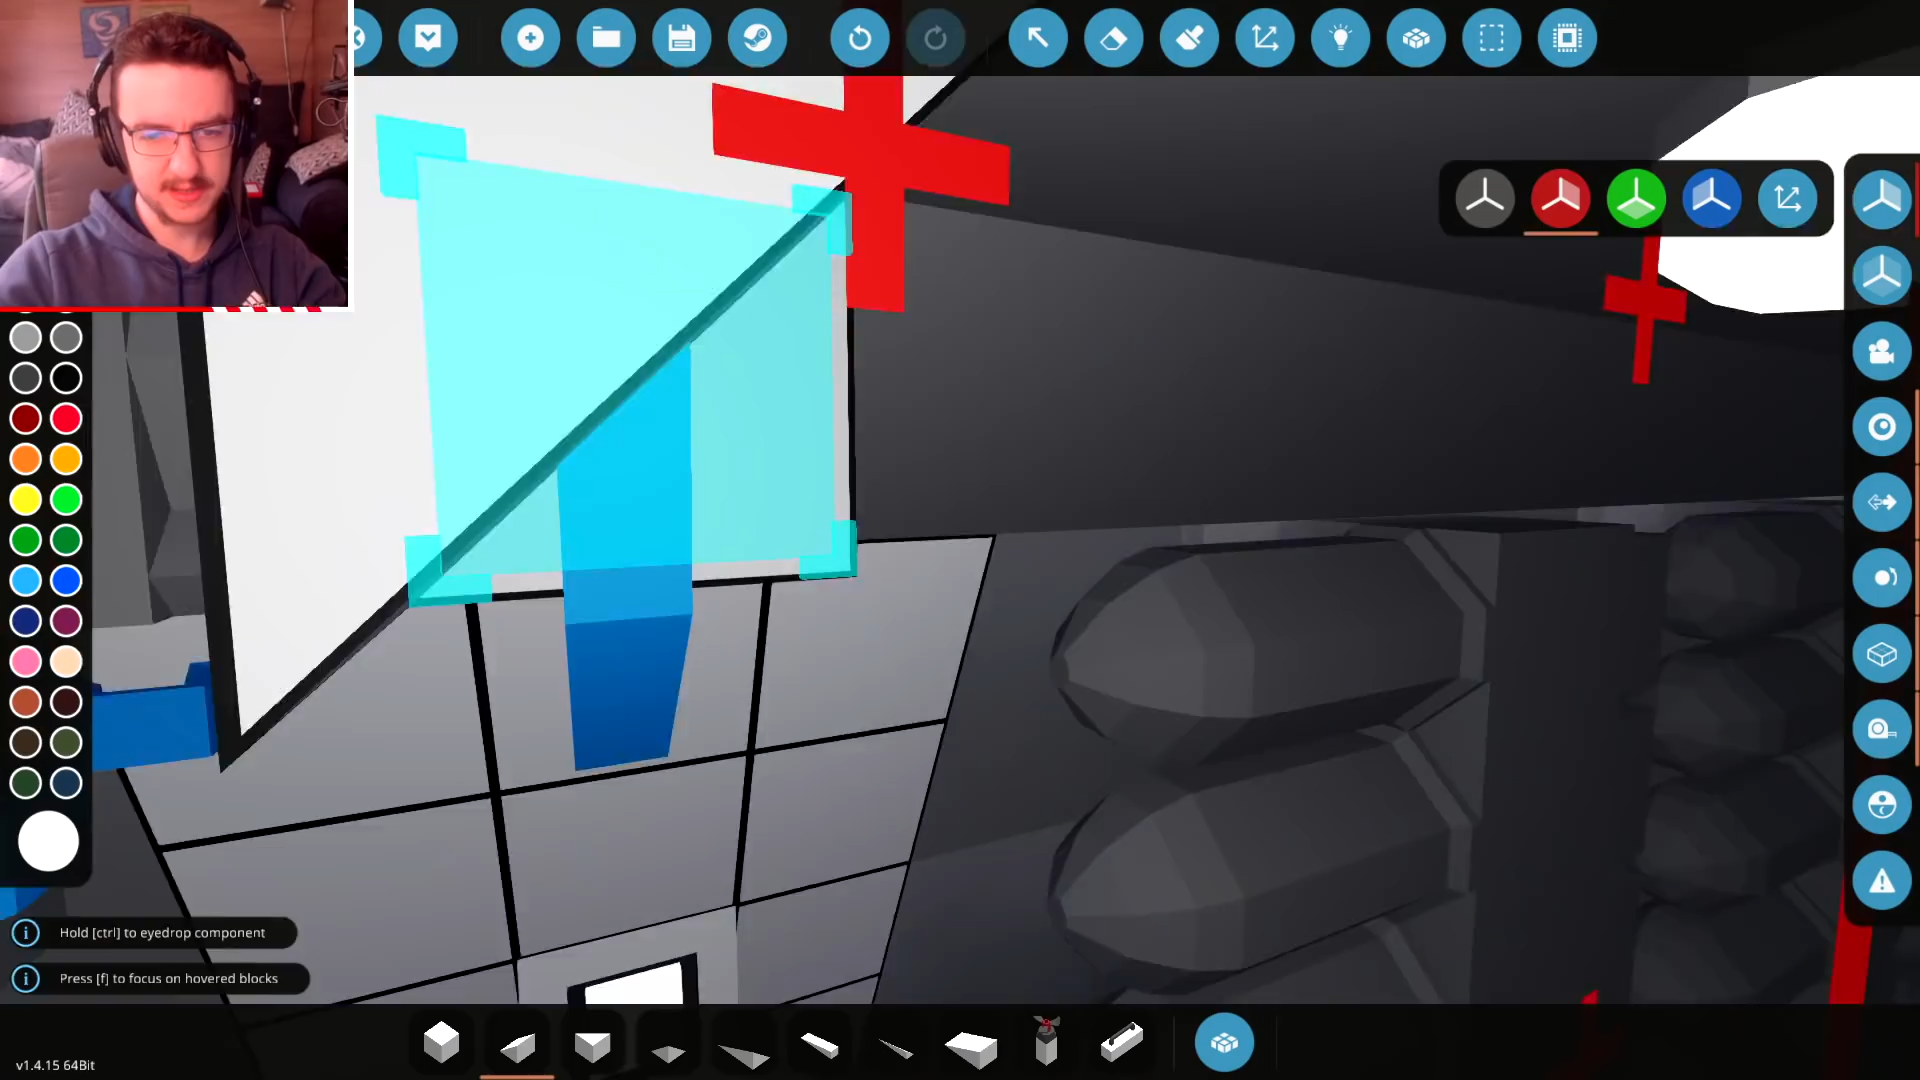 Hold [ctrl] to eyedrop component
Press [f] to focus on hovered blocks
v1.4.15 64Bit